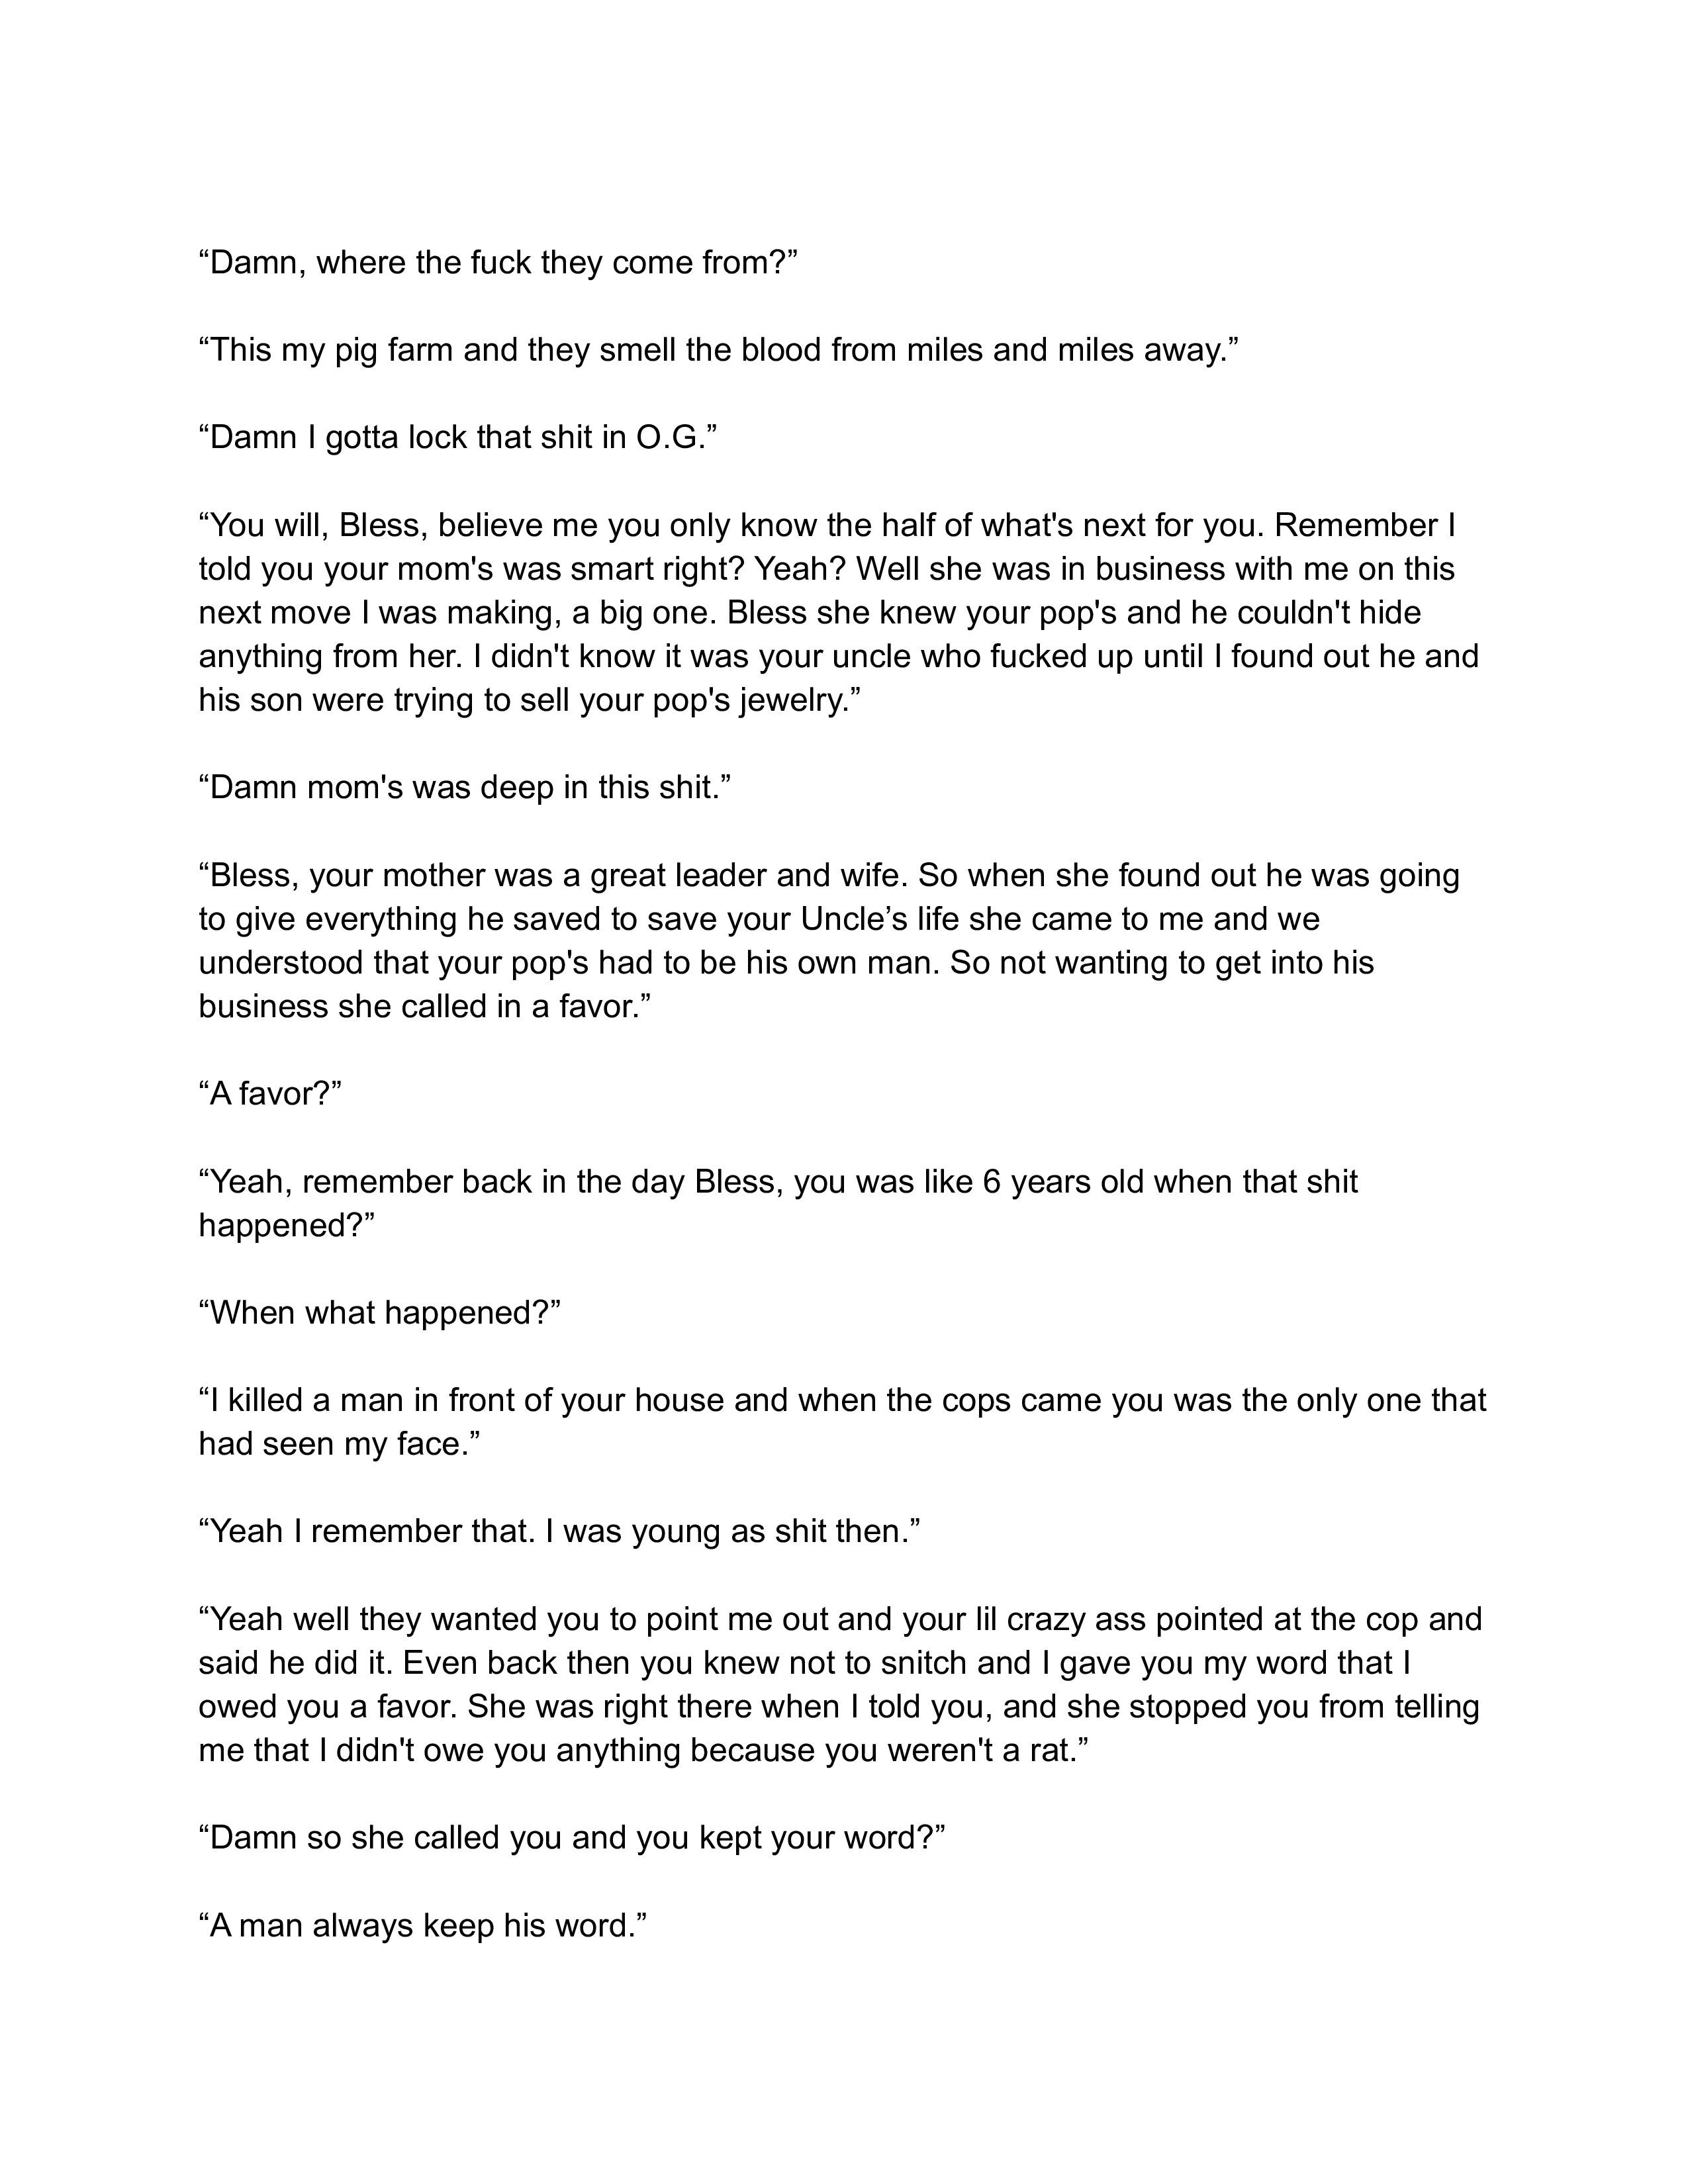 “Damn, where the fuck they come from?”
“This my pig farm and they smell the blood from miles and miles away.”
“Damn I gotta lock that shit in O.G.”
“You will, Bless, believe me you only know the half of what's next for you. Remember I
told you your mom's was smart right? Yeah? Well she was in business with me on this
next move I was making, a big one. Bless she knew your pop's and he couldn't hide
anything from her. I didn't know it was your uncle who fucked up until I found out he and
his son were trying to sell your pop's jewelry.”
“Damn mom's was deep in this shit.”
“Bless, your mother was a great leader and wife. So when she found out he was going
to give everything he saved to save your Uncle’s life she came to me and we
understood that your pop's had to be his own man. So not wanting to get into his
business she called in a favor.”
“A favor?”
“Yeah, remember back in the day Bless, you was like 6 years old when that shit
happened?”
“When what happened?”
“I killed a man in front of your house and when the cops came you was the only one that
had seen my face.”
“Yeah I remember that. I was young as shit then.”
“Yeah well they wanted you to point me out and your lil crazy ass pointed at the cop and
said he did it. Even back then you knew not to snitch and I gave you my word that I
owed you a favor. She was right there when I told you, and she stopped you from telling
me that I didn't owe you anything because you weren't a rat.”
“Damn so she called you and you kept your word?”
“A man always keep his word.”